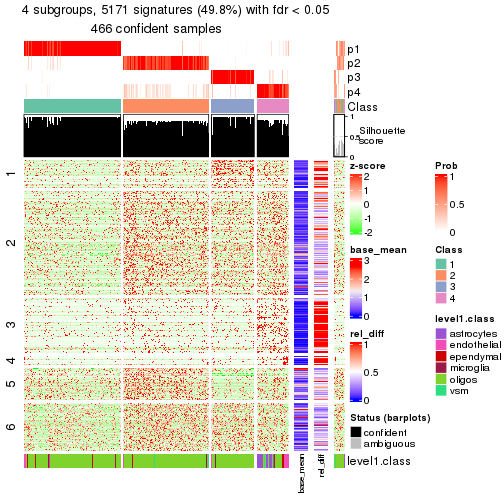 4 subgroups, 5171 signatures (49.8%) with fdr < 0.05
466 confident samples
p1
p2
p3
p4
Class
1
0.5
0
Silhouette
score
1
2
3
4
5
6
z-score
2
1
0
-1
-2
base_mean
3
2
1
0
rel_diff
1
0.5
0
Prob
1
0.5
0
Class
1
2
3
4
level1.class
astrocytes
endothelial
ependymal
microglia
oligos
vsm
Status (barplots)
confident
ambiguous
level1.class
base_mean
rel_diff